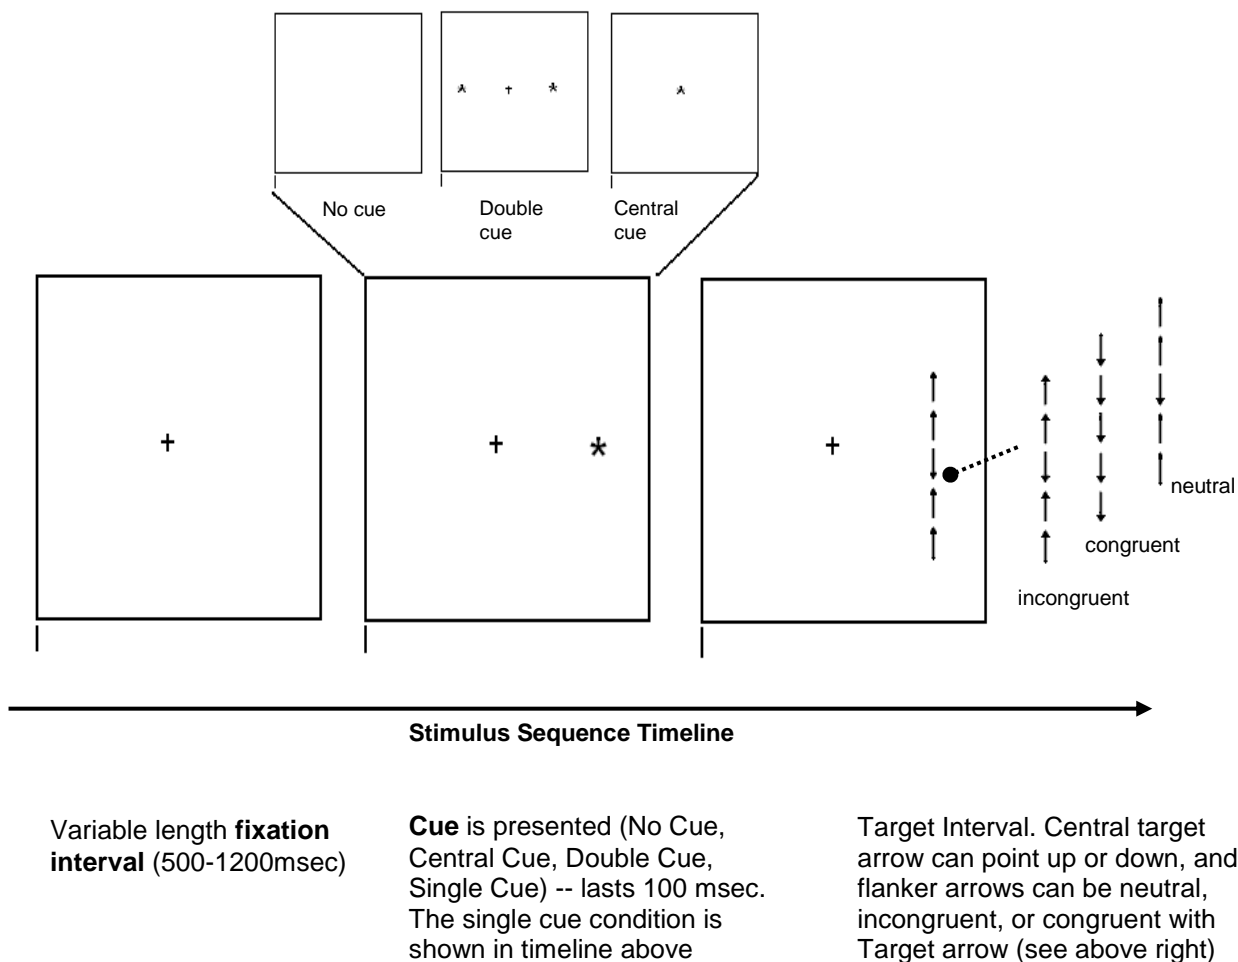 No cue
Double
cue
Central
cue
neutral
congruent
incongruent
Stimulus Sequence Timeline
Variable length fixation
interval (500-1200msec)
Cue is presented (No Cue,
Central Cue, Double Cue,
Single Cue) -- lasts 100 msec.
The single cue condition is
shown in timeline above
Target Interval. Central target
arrow can point up or down, and
flanker arrows can be neutral,
incongruent, or congruent with
Target arrow (see above right)